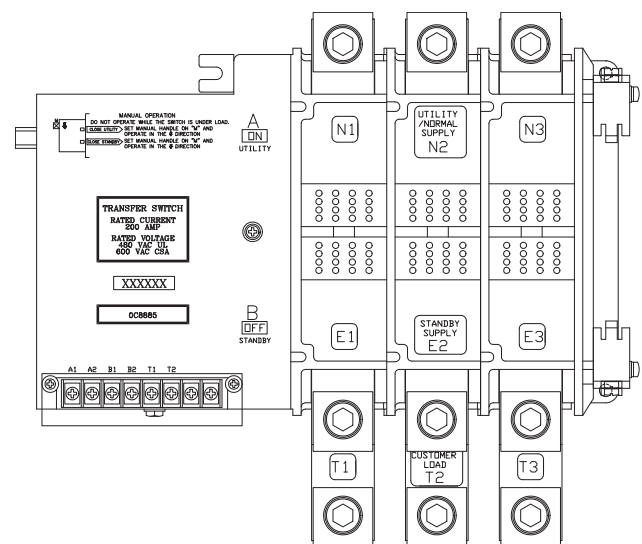 MANUAL OPERATION
DO NOT OPERATE WHILE THE SWITCH IS UNDER LOAD.
CLOSE UTILITY SET MANUAL HANDLE ON "M" AND
OPERATE IN THE DIRECTION
CLOSE STANDBY SET MANUAL HANDLE ON "M" AND
OPERATE IN THE DIRECTION
A
ON
UTILITY
N1
UTILITY
/NORMAL
SUPPLY
N2
N3
TRANSFER SWITCH
RATED CURRENT
200 AMP
RATED VOLTAGE
480 VAC UL
600 VAC CSA
XXXXXX
0C8885
B
OFF
STANDBY
E1
STANDBY
SUPPLY
E2
E3
A1 A2 B1 B2 T1 T2
T1
CUSTOMER
LOAD
T2
T3